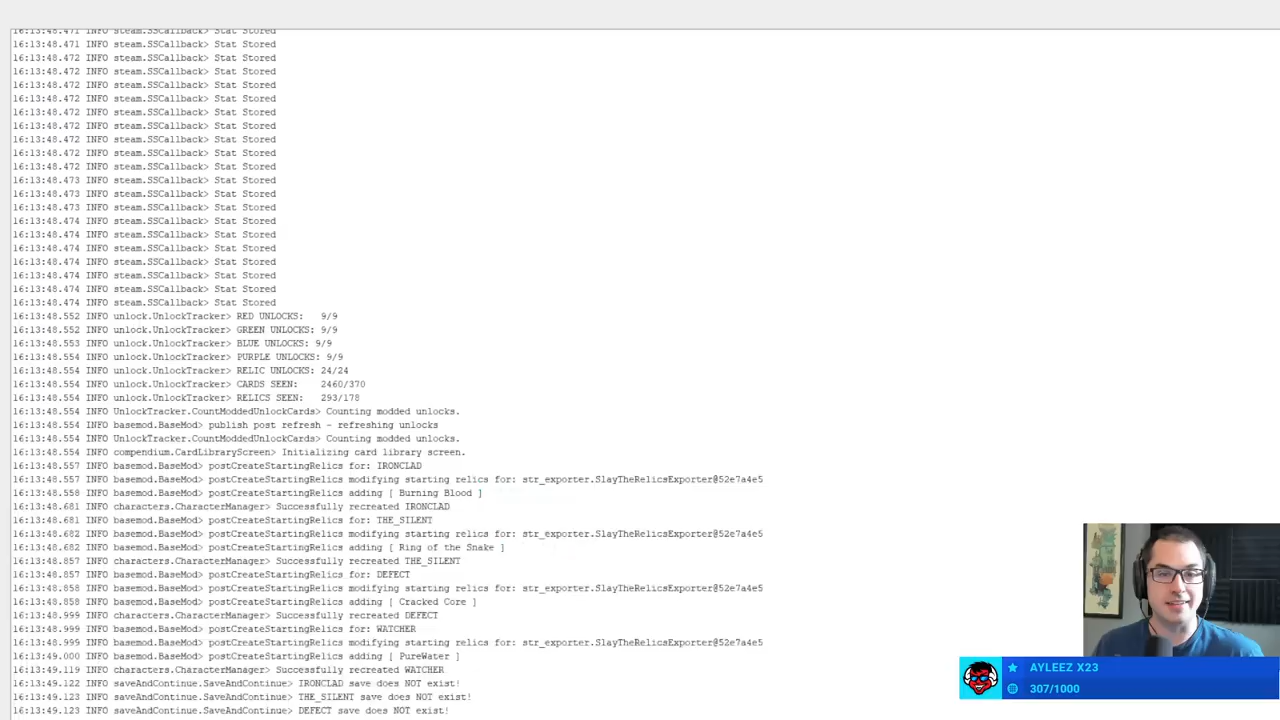 16:13:48.471 INFO steam.SSCallback> Stat Stored
16:13:48.471 INFO steam.SSCallback> Stat Stored
16:13:48.472 INFO steam.SSCallback> Stat Stored
16:13:48.472 INFO steam.SSCallback> Stat Stored
16:13:48.472 INFO steam.SSCallback> Stat Stored
16:13:48.472 INFO steam.SSCallback> Stat Stored
16:13:48.472 INFO steam.SSCallback> Stat Stored
16:13:48.472 INFO steam.SSCallback> Stat Stored
16:13:48.472 INFO steam.SSCallback> Stat Stored
16:13:48.472 INFO steam.SSCallback> Stat Stored
16:13:48.472 INFO steam.SSCallback> Stat Stored
16:13:48.473 INFO steam.SSCallback> Stat Stored
16:13:48.473 INFO steam.SSCallback> Stat Stored
16:13:48.473 INFO steam.SSCallback> Stat Stored
16:13:48.474 INFO steam.SSCallback> Stat Stored
16:13:48.474 INFO steam.SSCallback> Stat Stored
16:13:48.474 INFO steam.SSCallback> Stat Stored
16:13:48.474 INFO steam.SSCallback> Stat Stored
16:13:48.474 INFO steam.SSCallback> Stat Stored
16:13:48.474 INFO steam.SSCallback> Stat Stored
16:13:48.474 INFO steam.SSCallback> Stat Stored
16:13:48.552 INFO unlock.UnlockTracker> RED UNLOCKS: 9/9
16:13:48.552 INFO unlock.UnlockTracker> GREEN UNLOCKS: 9/9
16:13:48.553 INFO unlock.UnlockTracker> BLUE UNLOCKS: 9/9
16:13:48.554 INFO unlock.UnlockTracker> PURPLE UNLOCKS: 9/9
16:13:48.554 INFO unlock.UnlockTracker> RELIC UNLOCKS: 24/24
16:13:48.554 INFO unlock.UnlockTracker> CARDS SEEN: 2460/370
16:13:48.554 INFO unlock.UnlockTracker> RELICS SEEN: 293/178
16:13:48.554 INFO UnlockTracker.CountModdedUnlockCards> Counting modded unlocks.
16:13:48.554 INFO basemod.BaseMod> publish post refresh - refreshing unlocks
16:13:48.554 INFO UnlockTracker.CountModdedUnlockCards> Counting modded unlocks.
16:13:48.554 INFO compendium.CardLibraryScreen> Initializing card library screen.
16:13:48.557 INFO basemod.BaseMod> postCreateStartingRelics for: IRONCLAD
16:13:48.557 INFO basemod.BaseMod> postCreateStartingRelics modifying starting relics for: str_exporter.SlayTheRelicsExporter@52e7a4e5
16:13:48.558 INFO basemod.BaseMod> postCreateStartingRelics adding [ Burning Blood ]
16:13:48.681 INFO characters.CharacterManager> Successfully recreated IRONCLAD
16:13:48.681 INFO basemod.BaseMod> postCreateStartingRelics for: THE_SILENT
16:13:48.682 INFO basemod.BaseMod> postCreateStartingRelics modifying starting relics for: str_exporter.SlayTheRelicsExporter@52e7a4e5
16:13:48.682 INFO basemod.BaseMod> postCreateStartingRelics adding [ Ring of the Snake ]
16:13:48.857 INFO characters.CharacterManager> Successfully recreated THE_SILENT
16:13:48.857 INFO basemod.BaseMod> postCreateStartingRelics for: DEFECT
16:13:48.858 INFO basemod.BaseMod> postCreateStartingRelics modifying starting relics for: str_exporter.SlayTheRelicsExporter@52e7a4e5
16:13:48.858 INFO basemod.BaseMod> postCreateStartingRelics adding [ Cracked Core ]
16:13:48.999 INFO characters.CharacterManager> Successfully recreated DEFECT
16:13:48.999 INFO basemod.BaseMod> postCreateStartingRelics for: WATCHER
16:13:48.999 INFO basemod.BaseMod> postCreateStartingRelics modifying starting relics for: str_exporter.SlayTheRelicsExporter@52e7a4e5
16:13:49.000 INFO basemod.BaseMod> postCreateStartingRelics adding [ PureWater ]
16:13:49.119 INFO characters.CharacterManager> Successfully recreated WATCHER
16:13:49.122 INFO saveAndContinue.SaveAndContinue> IRONCLAD save does NOT exist!
16:13:49.123 INFO saveAndContinue.SaveAndContinue> THE_SILENT save does NOT exist!
16:13:49.123 INFO saveAndContinue.SaveAndContinue> DEFECT save does NOT exist!
AYLEEZ X23
307/1000